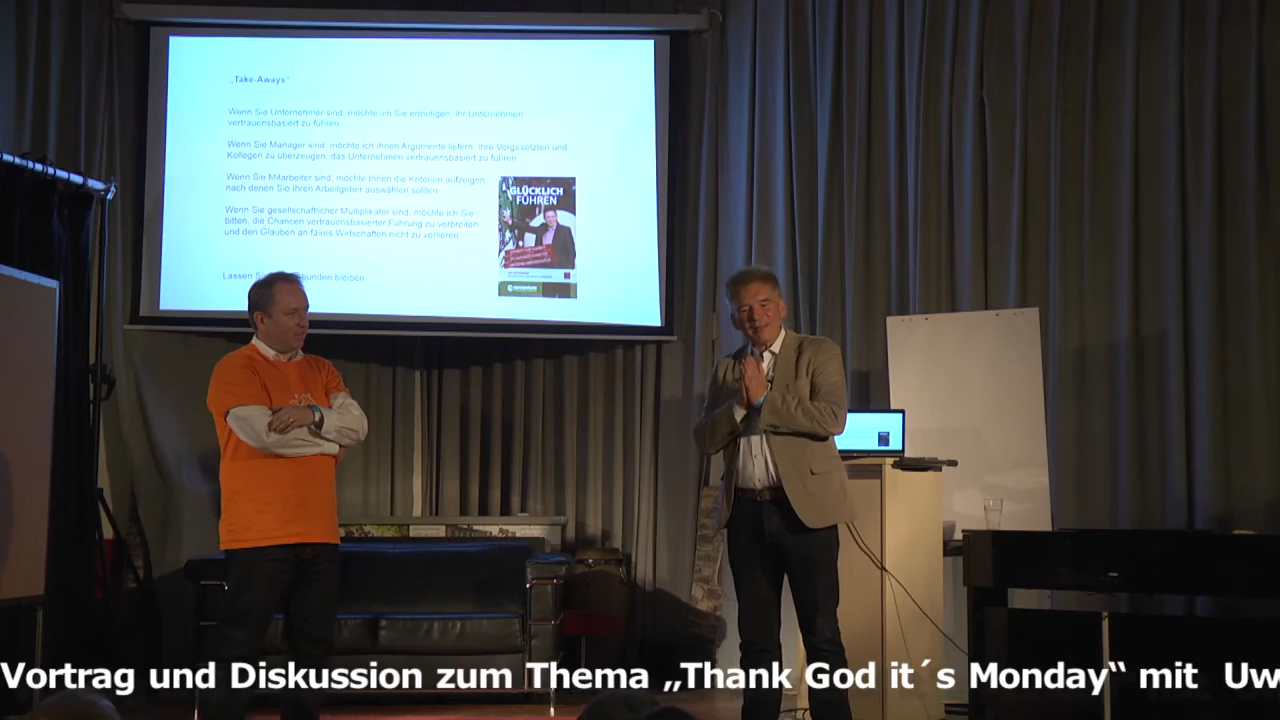 „Take-Aways“
Wenn Sie Unternehmer sind, möchte ich Sie ermutigen, Ihr Unternehmen
vertrauensbasiert zu führen.
Wenn Sie Manager sind, möchte ich ihnen Argumente liefern, Ihre Vorgesetzten und
Kollegen zu überzeugen, das Unternehmen vertrauensbasiert zu führen.
Wenn Sie Mitarbeiter sind, möchte Ihnen die Kriterien aufzeigen,
nach denen Sie Ihren Arbeitgeber auswählen sollten.
Wenn Sie gesellschaftlicher Multiplikator sind, möchte ich Sie
bitten, die Chancen vertrauensbasierter Führung zu verbreiten
und den Glauben an faires Wirtschaften nicht zu verlieren.
Lassen bleiben
GLÜCKLICH
FÜHREN
Vortrag und Diskussion zum Thema „Thank God it´s Monday“ mit Uw